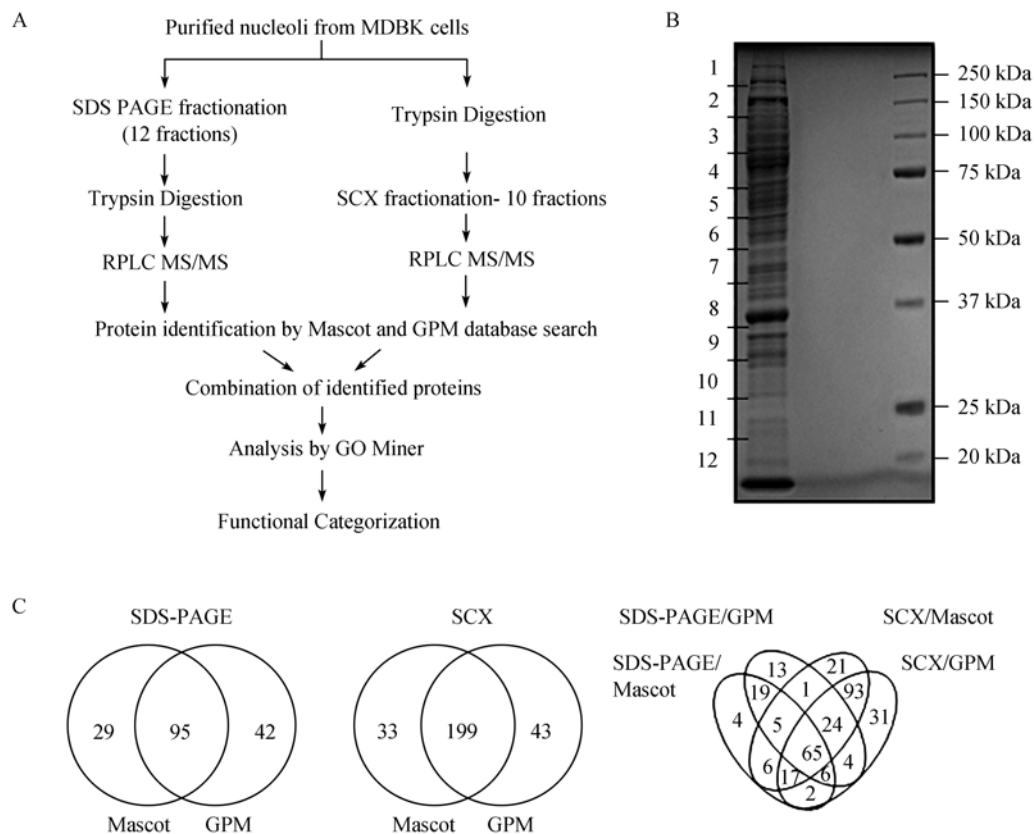 A
Purified nucleoli from MDBK cells
SDS PAGE fractionation
(12 fractions)
Trypsin Digestion
Trypsin Digestion
SCX fractionation- 10 fractions
RPLC MS/MS
RPLC MS/MS
Protein identification by Mascot and GPM database search
Combination of identified proteins
Analysis by GO Miner
Functional Categorization
B
1
2
3
4
5
6
7
8
9
10
11
12
250 kDa
150 kDa
100 kDa
75 kDa
50 kDa
37 kDa
25 kDa
20 kDa
C
SDS-PAGE
29
95
42
Mascot
GPM
SCX
33
199
43
Mascot
GPM
SDS-PAGE/GPM
SCX/Mascot
SDS-PAGE/
Mascot
SCX/GPM
13
21
19
1
93
4
5
24
31
65
6
17
6
4
2